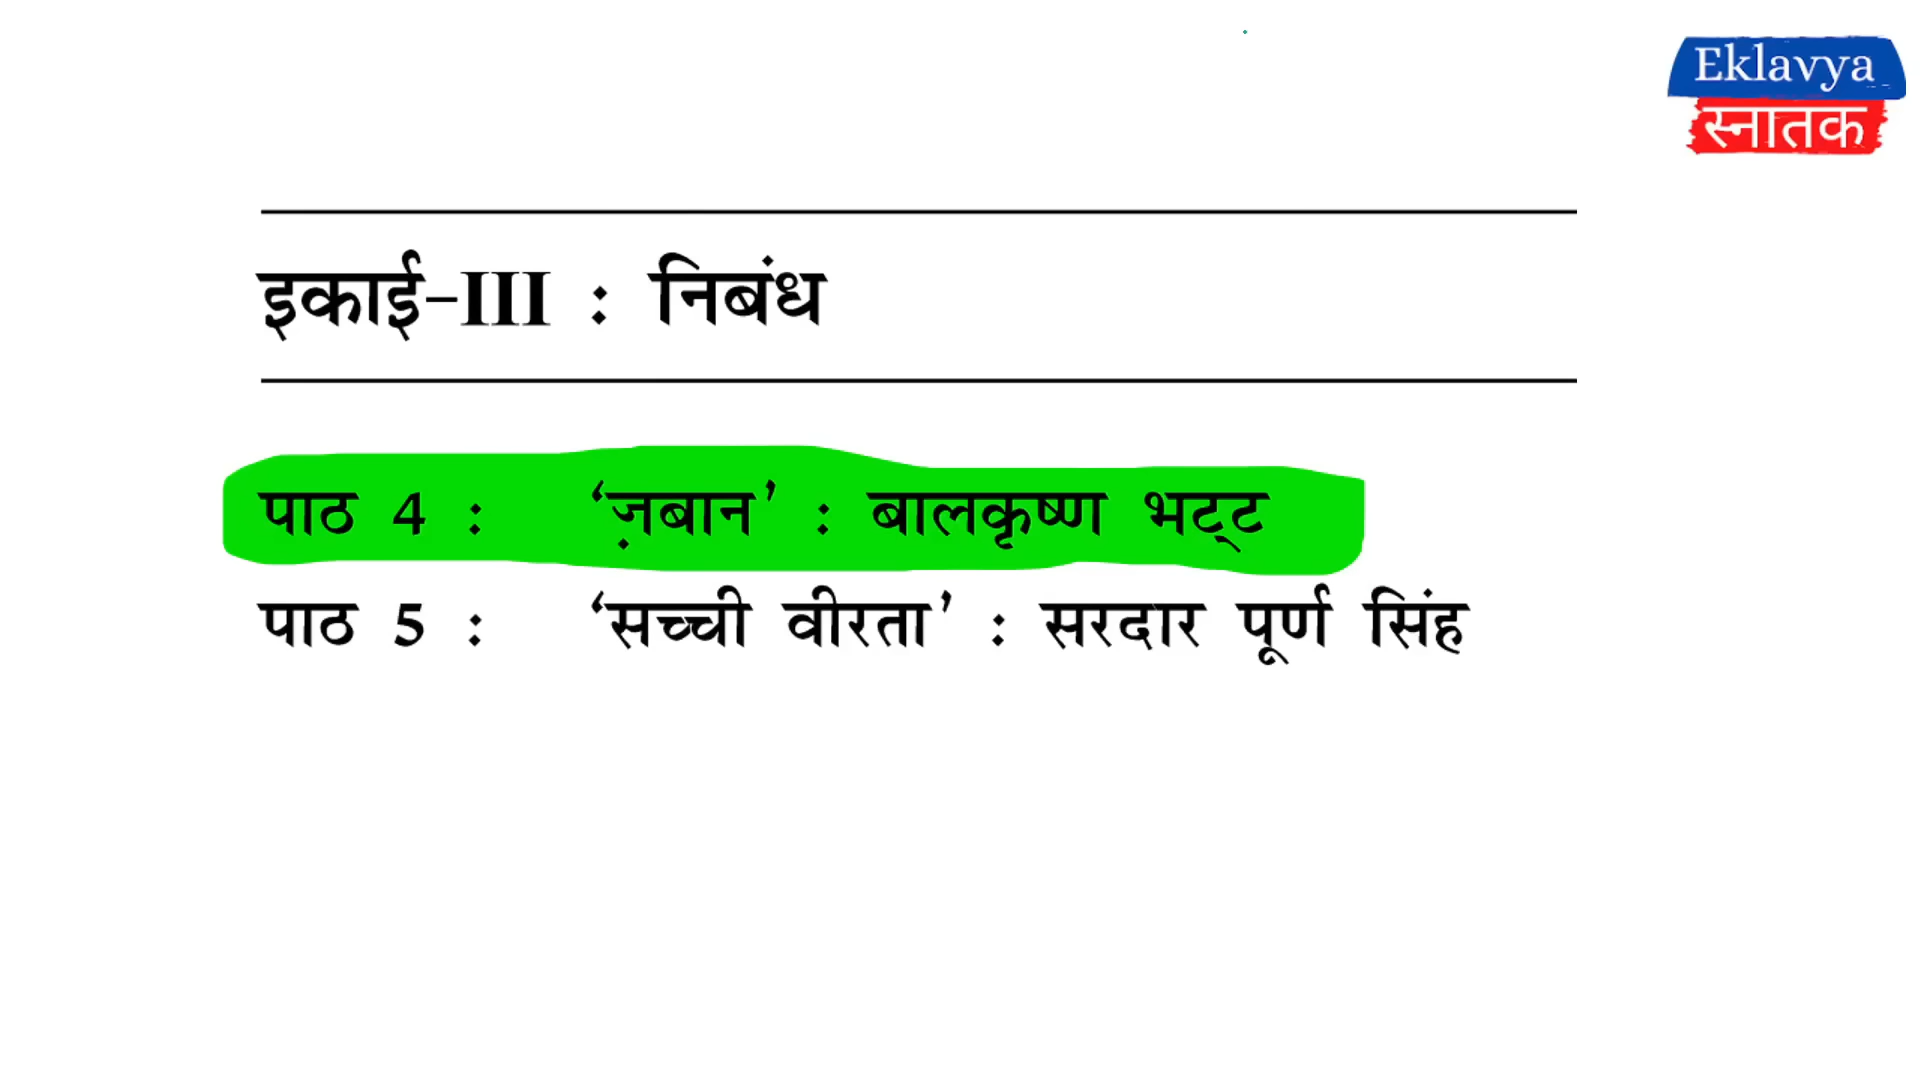 Eklavya
स्नातक
इकाई-III : निबंध
पाठ 4 : ‘ज़बान’ : बालकृष्ण भट्‌ट
पाठ 5 : ‘सच्ची वीरता’ : सरदार पूर्ण सिंह